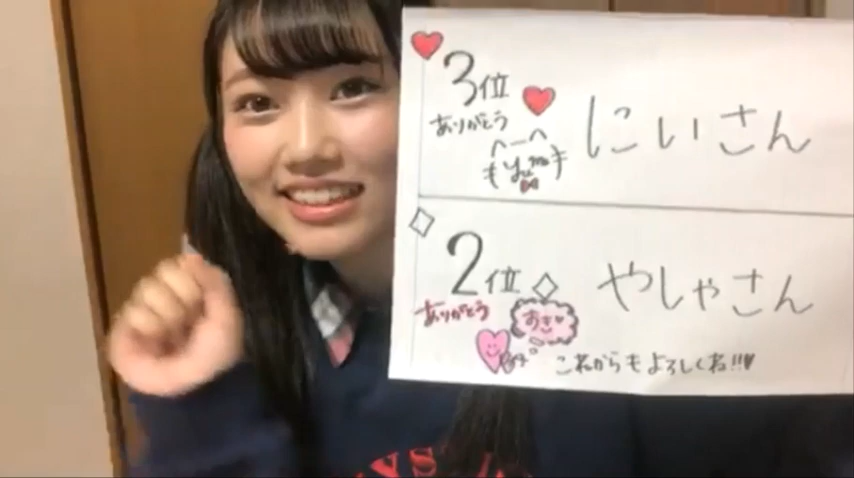 3位
ありがとう
にいさん
2位
ありがとう
やしゃさん
これからもよろしくね!!